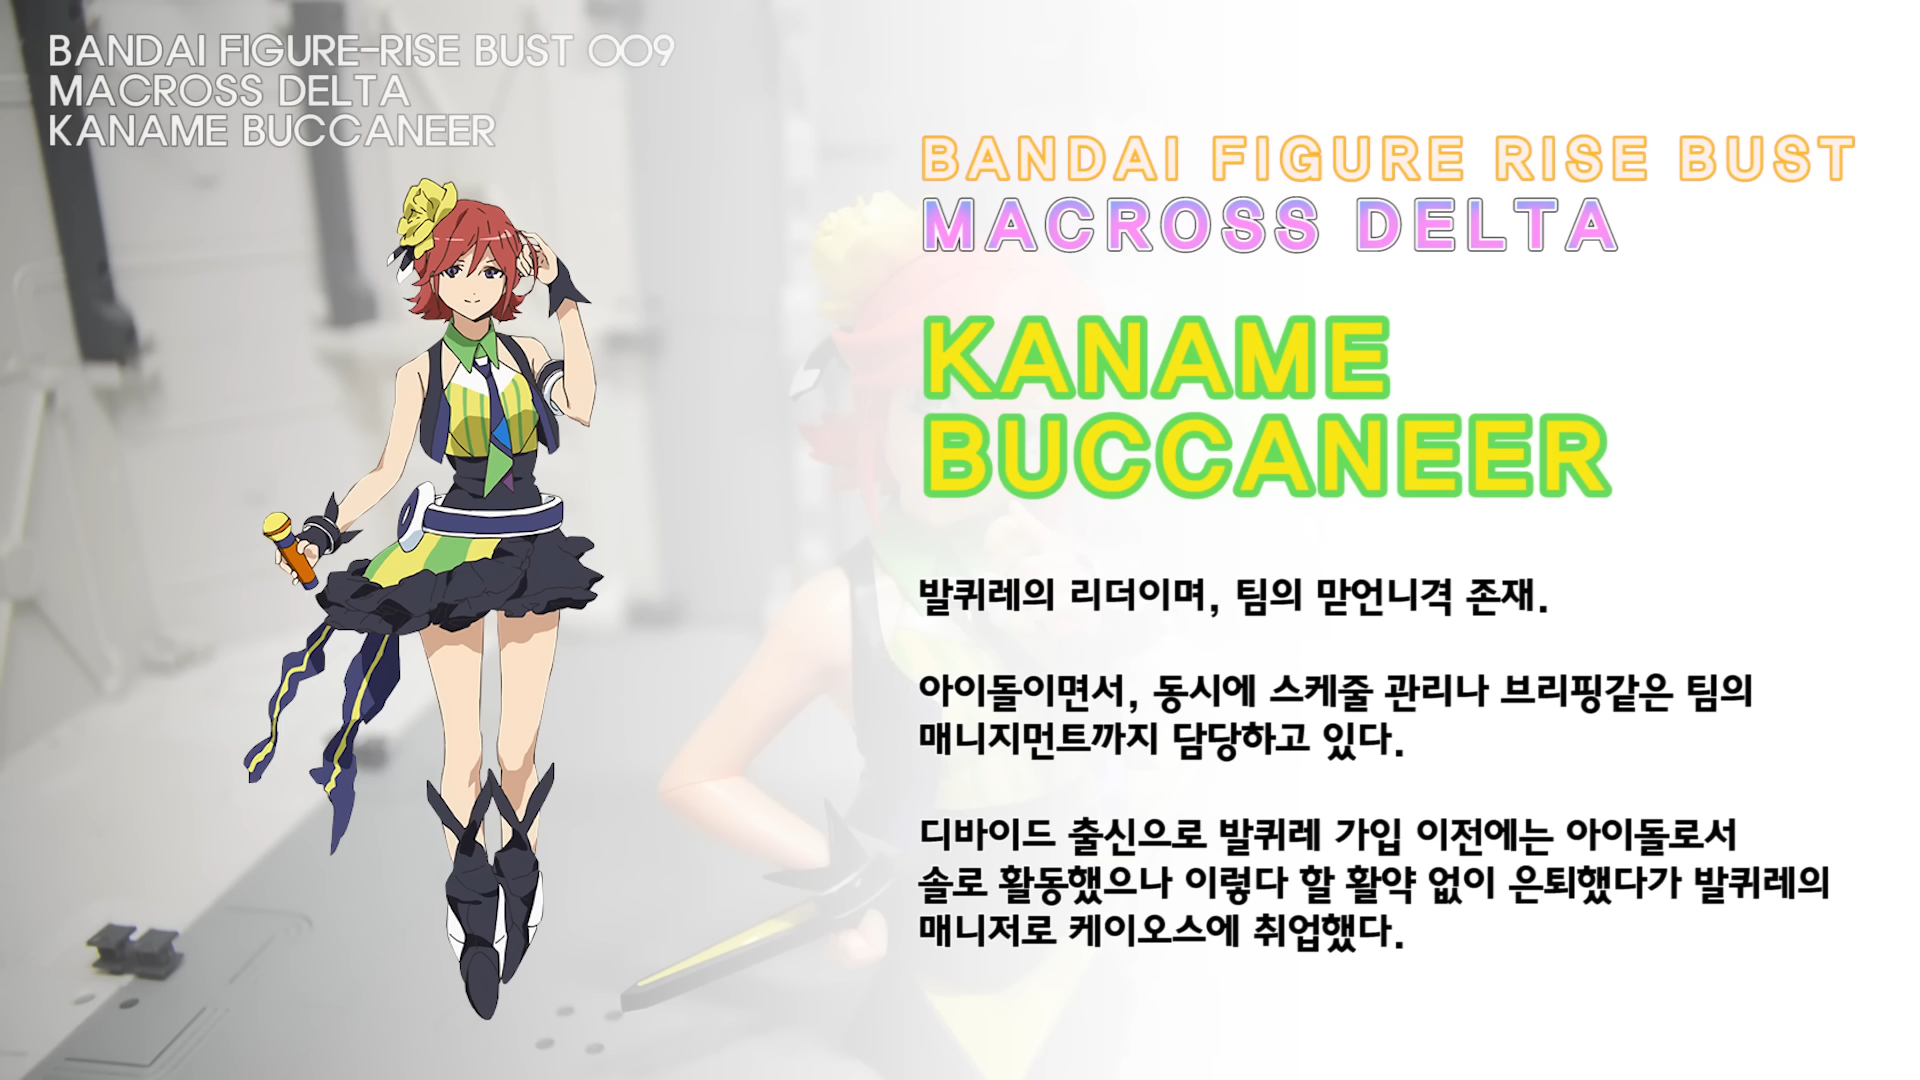 BANDAI FIGURE-RISE BUST 009
MACROSS DELTA
KANAME BUCCANEER
BANDAI FIGURE RISE BUST
MACROSS DELTA
KANAME
BUCCANEER
발퀴레의 리더이며, 팀의 맏언니격 존재.
아이돌이면서, 동시에 스케줄 관리나 브리핑같은 팀의
매니지먼트까지 담당하고 있다.
디바이드 출신으로 발퀴레 가입 이전에는 아이돌로서
솔로 활동했으나 이렇다 할 활약 없이 은퇴했다가 발퀴레의
매니저로 케이오스에 취업했다.